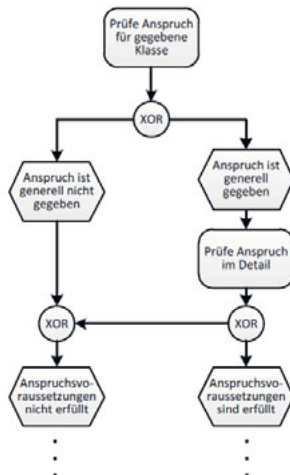 Prüfe Anspruch
für gegebene
Klasse
XOR
Anspruch ist
generell nicht
gegeben
Anspruch ist
generell
gegeben
Prüfe Anspruch
im Detail
XOR
XOR
Anspruchsvo-
raussetzungen
nicht erfüllt
Anspruchsvo-
raussetzungen
sind erfüllt